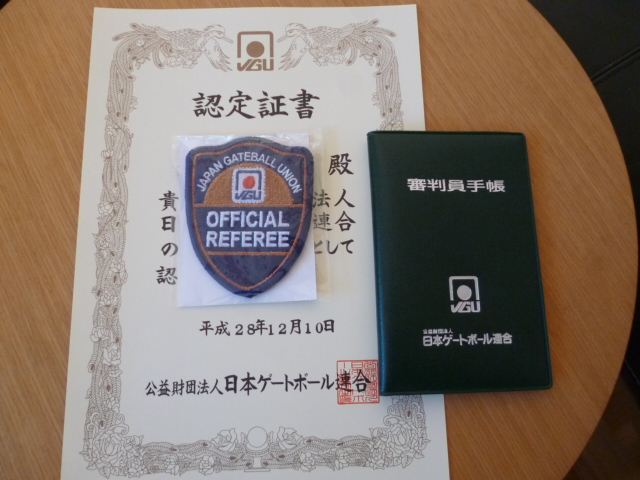 JGU
認定証書
殿
JAPAN GATEBALL UNION
JGU
OFFICIAL
REFEREE
貴 法人
日 連合
の として
認
平成28年12月10日
公益財団法人 日本ゲートボール連合
審判員手帳
JGU
公益財団法人
日本ゲートボール連合